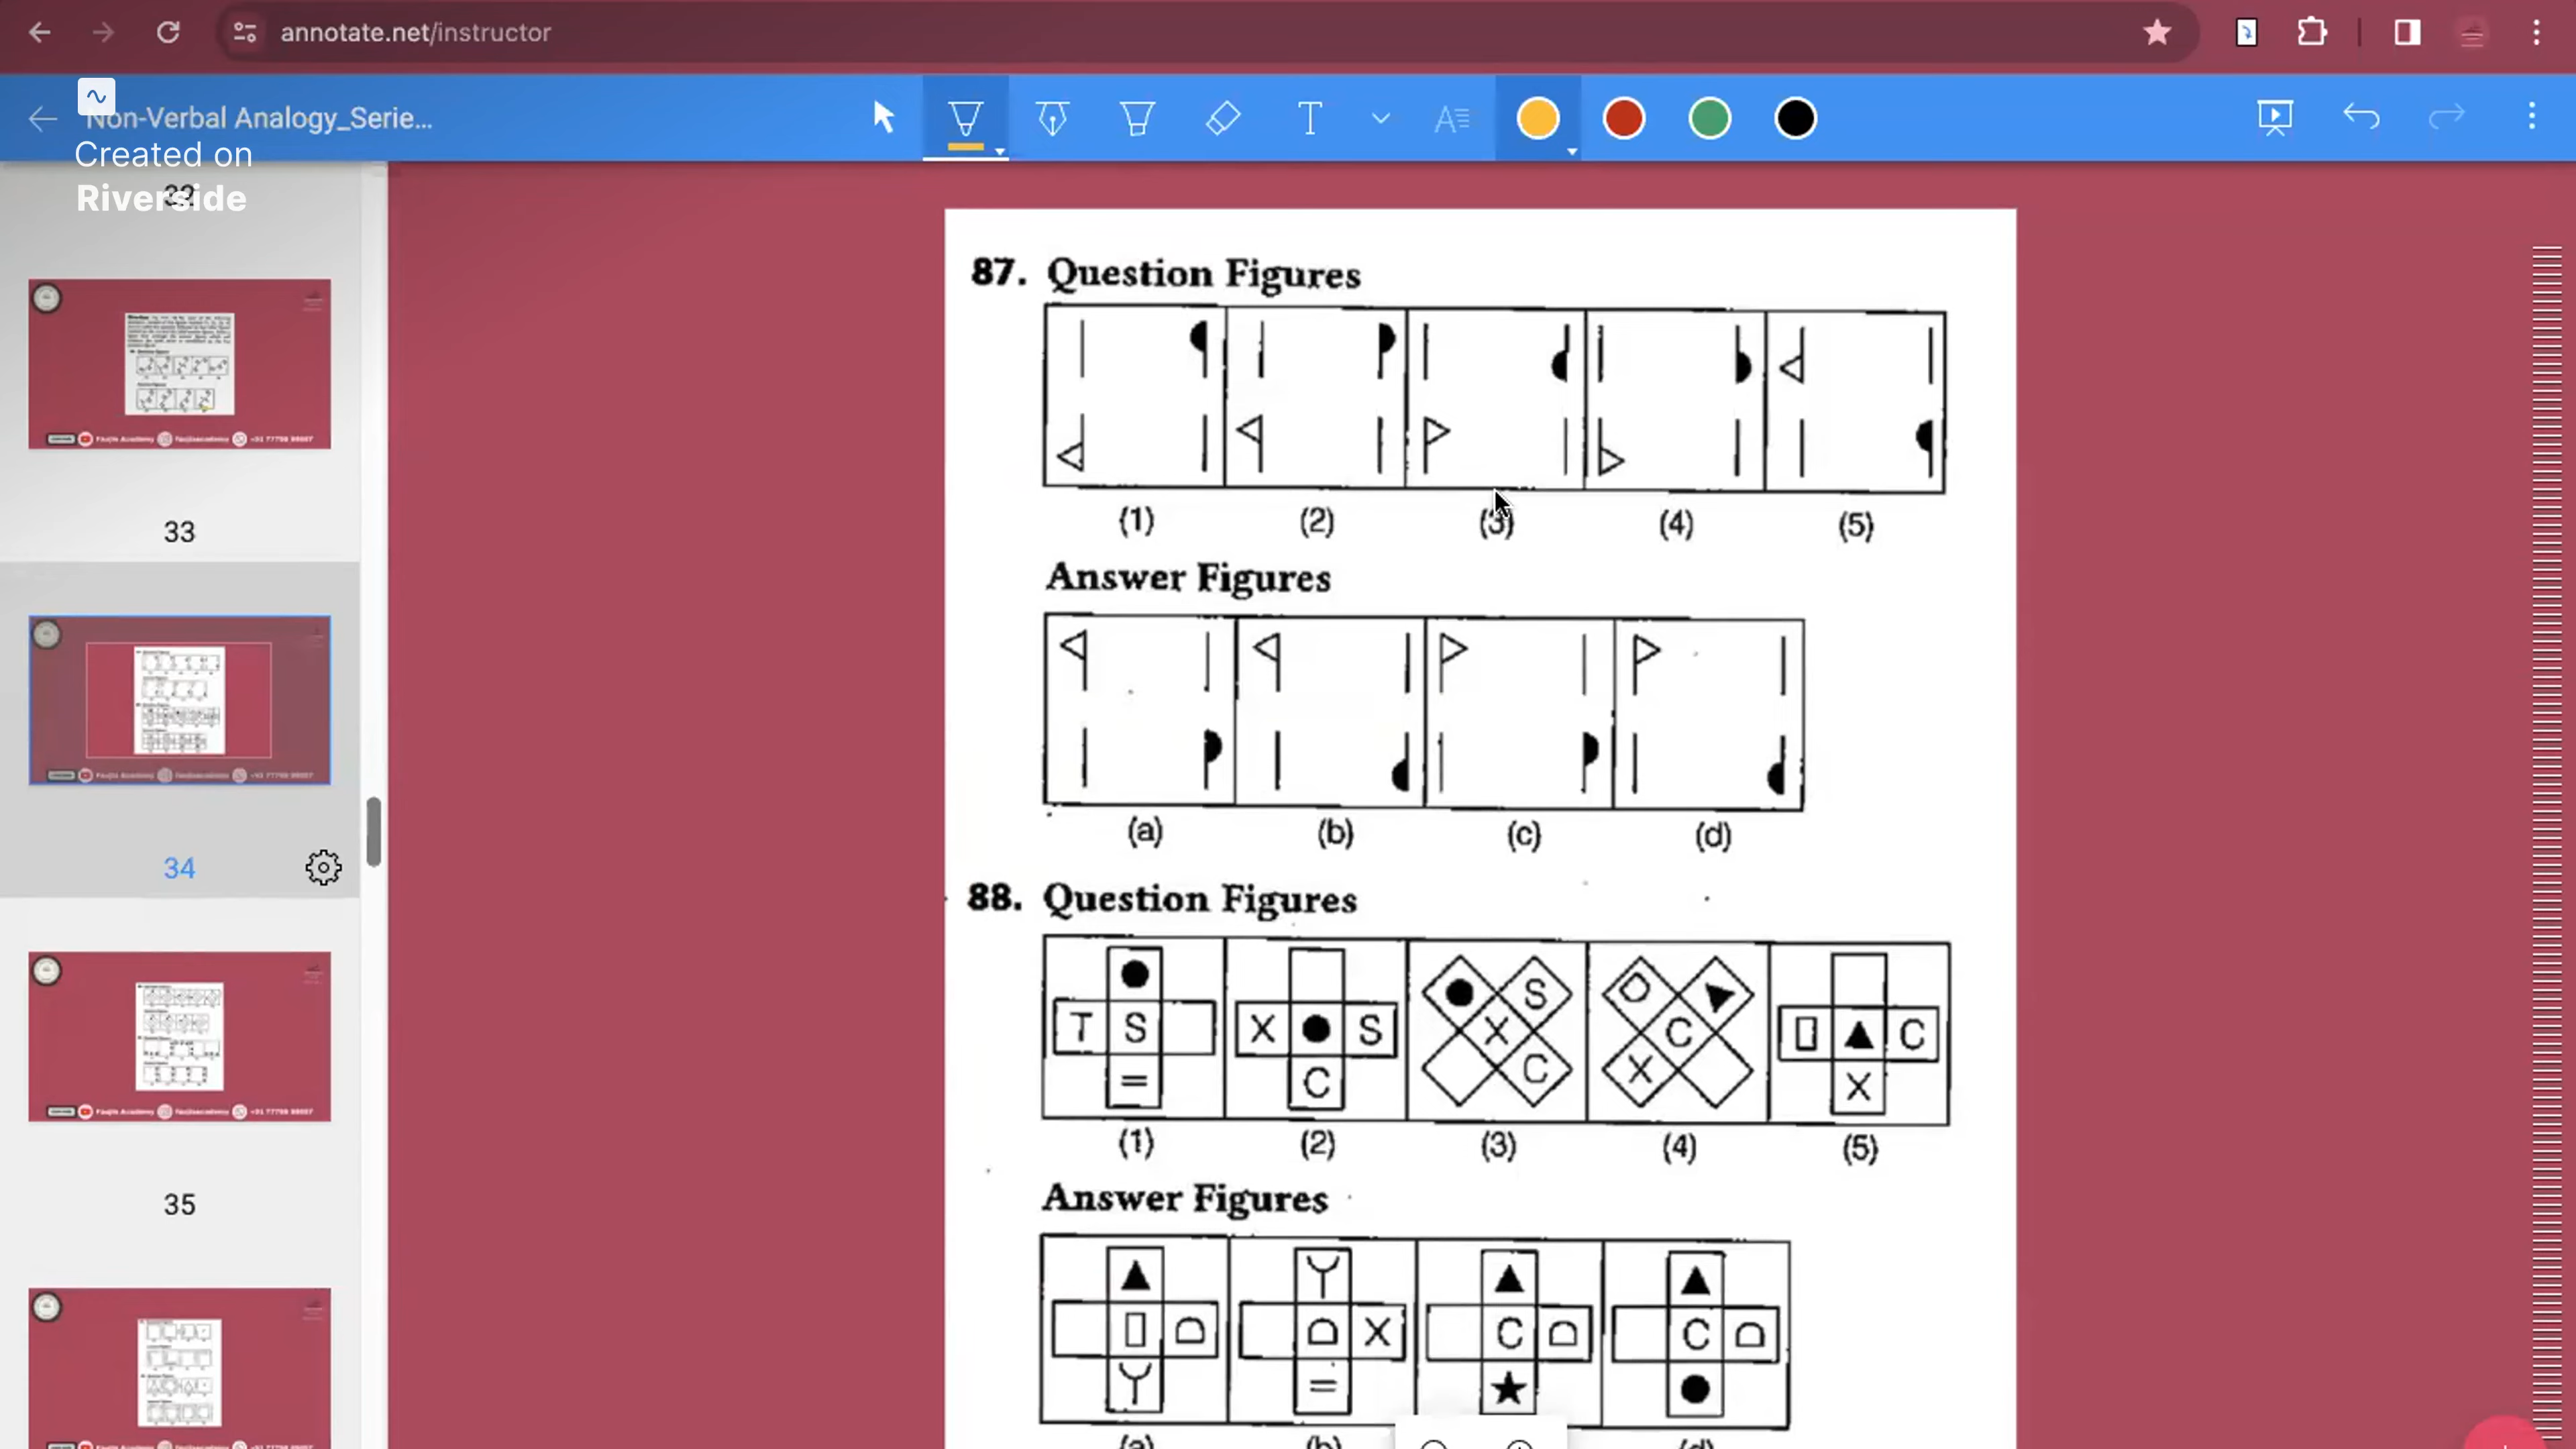 annotate.net/instructor
Non-Verbal Analogy_Serie...
Created on
Riverside
33
34
35
87. Question Figures
(1) (2) (3) (4) (5)
Answer Figures
(a) (b) (c) (d)
88. Question Figures
T S =
X S C
S X C
C X
C X
(1) (2) (3) (4) (5)
Answer Figures
Y
Y X =
C
C